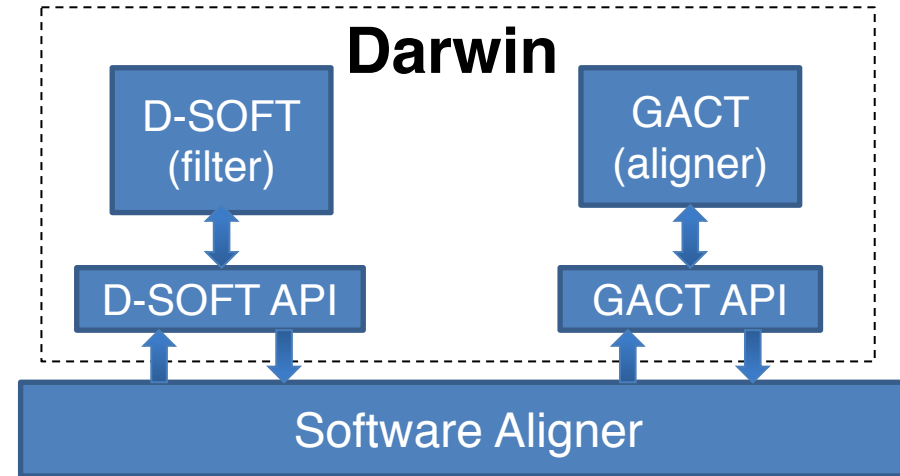 Darwin
D-SOFT
(filter)
GACT
(aligner)
D-SOFT API
GACT API
Software Aligner